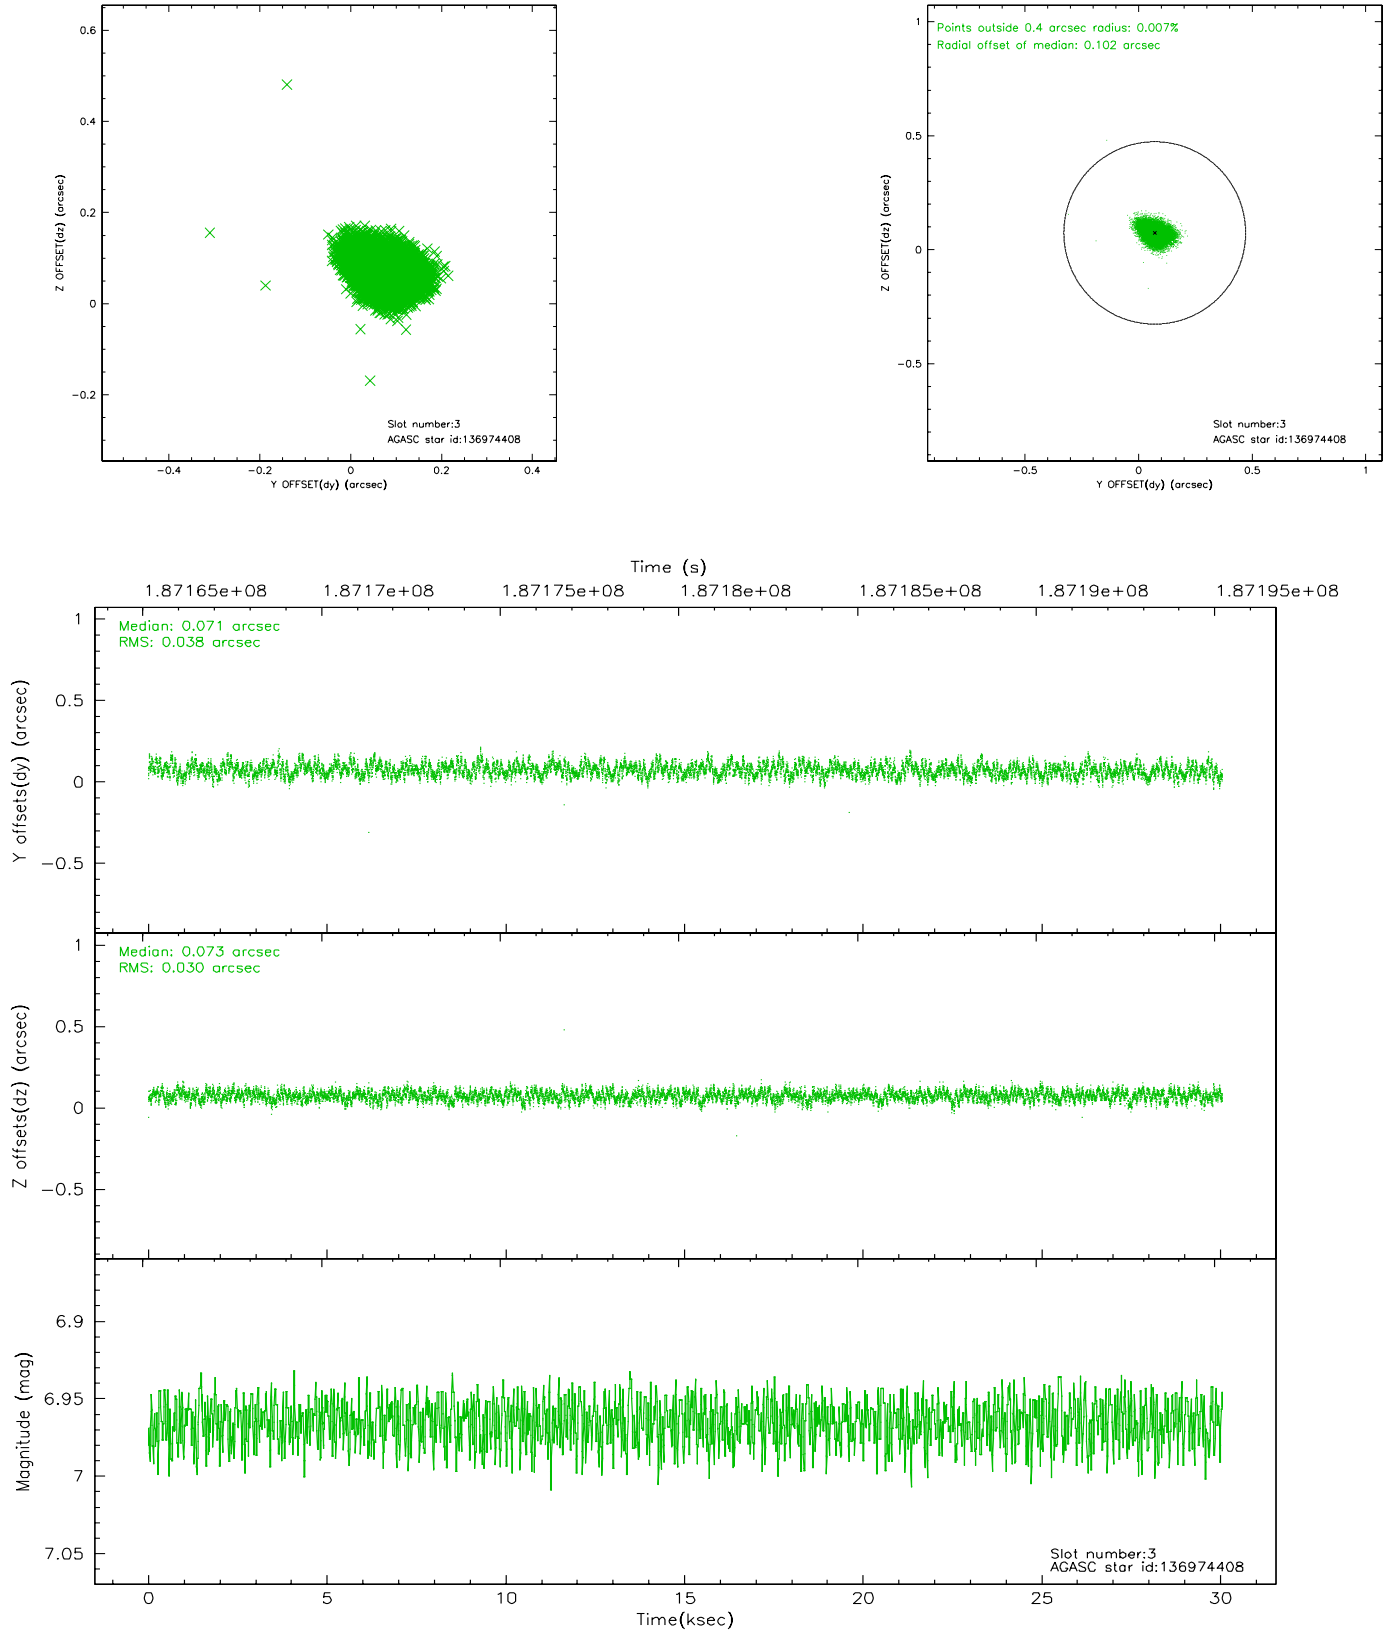 0.6
0.4
0.2
0
−0.2
Z OFFSET(dz) (arcsec)
Slot number:3
AGASC star id:136974408
−0.4 −0.2 0 0.2 0.4
Y OFFSET(dy) (arcsec)
Points outside 0.4 arcsec radius: 0.007%
Radial offset of median: 0.102 arcsec
1
0.5
0
−0.5
Z OFFSET(dz) (arcsec)
Slot number:3
AGASC star id:136974408
−0.5 0 0.5 1
Y OFFSET(dy) (arcsec)
Time (s)
1.87165e+08 1.8717e+08 1.87175e+08 1.8718e+08 1.87185e+08 1.8719e+08 1.87195e+08
Median: 0.071 arcsec
RMS: 0.038 arcsec
1
0.5
0
−0.5
Y offsets(dy) (arcsec)
Median: 0.073 arcsec
RMS: 0.030 arcsec
1
0.5
0
−0.5
Z offsets(dz) (arcsec)
6.9
6.95
7
7.05
Magnitude (mag)
Slot number:3
AGASC star id:136974408
0 5 10 15 20 25 30
Time(ksec)